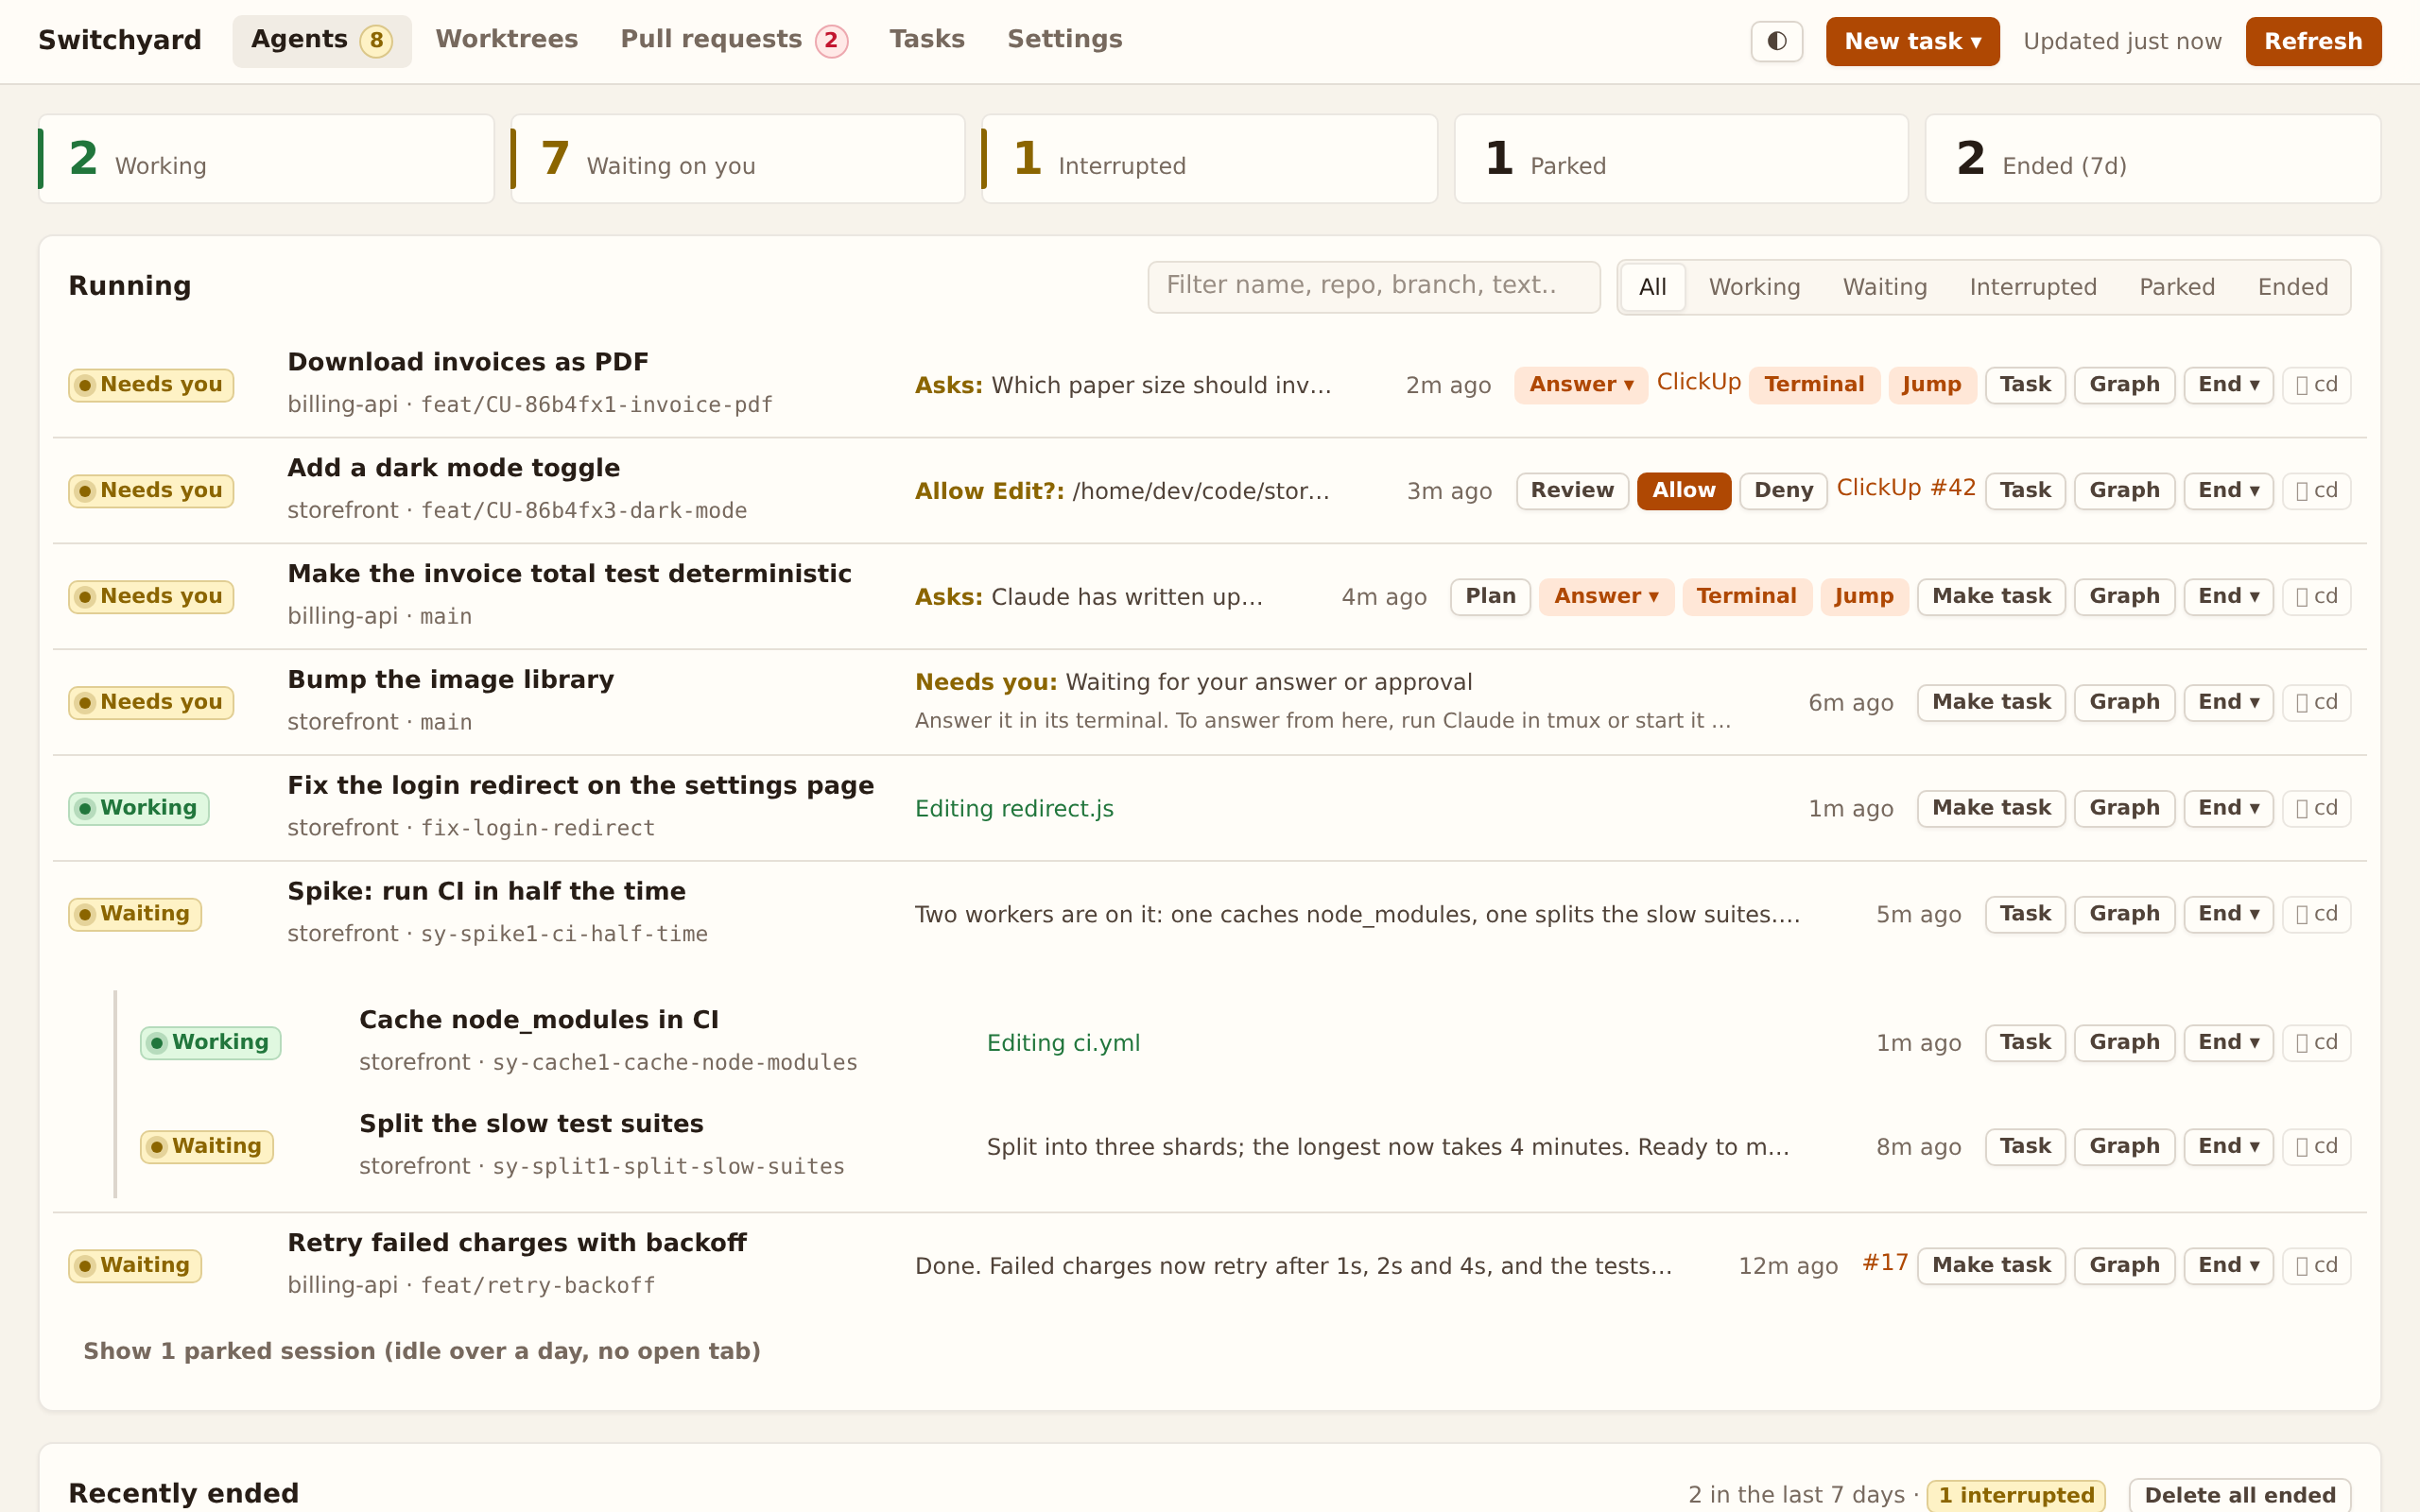 Switchyard Agents 8 Worktrees Pull requests 2 Tasks Settings New task ▾ Updated just now Refresh
2 Working 7 Waiting on you 1 Interrupted 1 Parked 2 Ended (7d)
Running Filter name, repo, branch, text.. All Working Waiting Interrupted Parked Ended
Download invoices as PDF
Needs you Asks: Which paper size should inv… 2m ago Answer ▾ ClickUp Terminal Jump Task Graph End ▾ cd
billing-api · feat/CU-86b4fx1-invoice-pdf
Add a dark mode toggle
Needs you Allow Edit?: /home/dev/code/stor… 3m ago Review Allow Deny ClickUp #42 Task Graph End ▾ cd
storefront · feat/CU-86b4fx3-dark-mode
Make the invoice total test deterministic
Needs you Asks: Claude has written up… 4m ago Plan Answer ▾ Terminal Jump Make task Graph End ▾ cd
billing-api · main
Bump the image library
Needs you: Waiting for your answer or approval
Needs you 6m ago Make task Graph End ▾ cd
storefront · main
Answer it in its terminal. To answer from here, run Claude in tmux or start it …
Fix the login redirect on the settings page
Working Editing redirect.js 1m ago Make task Graph End ▾ cd
storefront · fix-login-redirect
Spike: run CI in half the time
Waiting Two workers are on it: one caches node_modules, one splits the slow suites.… 5m ago Task Graph End ▾ cd
storefront · sy-spike1-ci-half-time
Cache node_modules in CI
Working Editing ci.yml 1m ago Task Graph End ▾ cd
storefront · sy-cache1-cache-node-modules
Split the slow test suites
Waiting Split into three shards; the longest now takes 4 minutes. Ready to m… 8m ago Task Graph End ▾ cd
storefront · sy-split1-split-slow-suites
Retry failed charges with backoff
Waiting Done. Failed charges now retry after 1s, 2s and 4s, and the tests… 12m ago #17 Make task Graph End ▾ cd
billing-api · feat/retry-backoff
Show 1 parked session (idle over a day, no open tab)
Recently ended 2 in the last 7 days · 1 interrupted Delete all ended